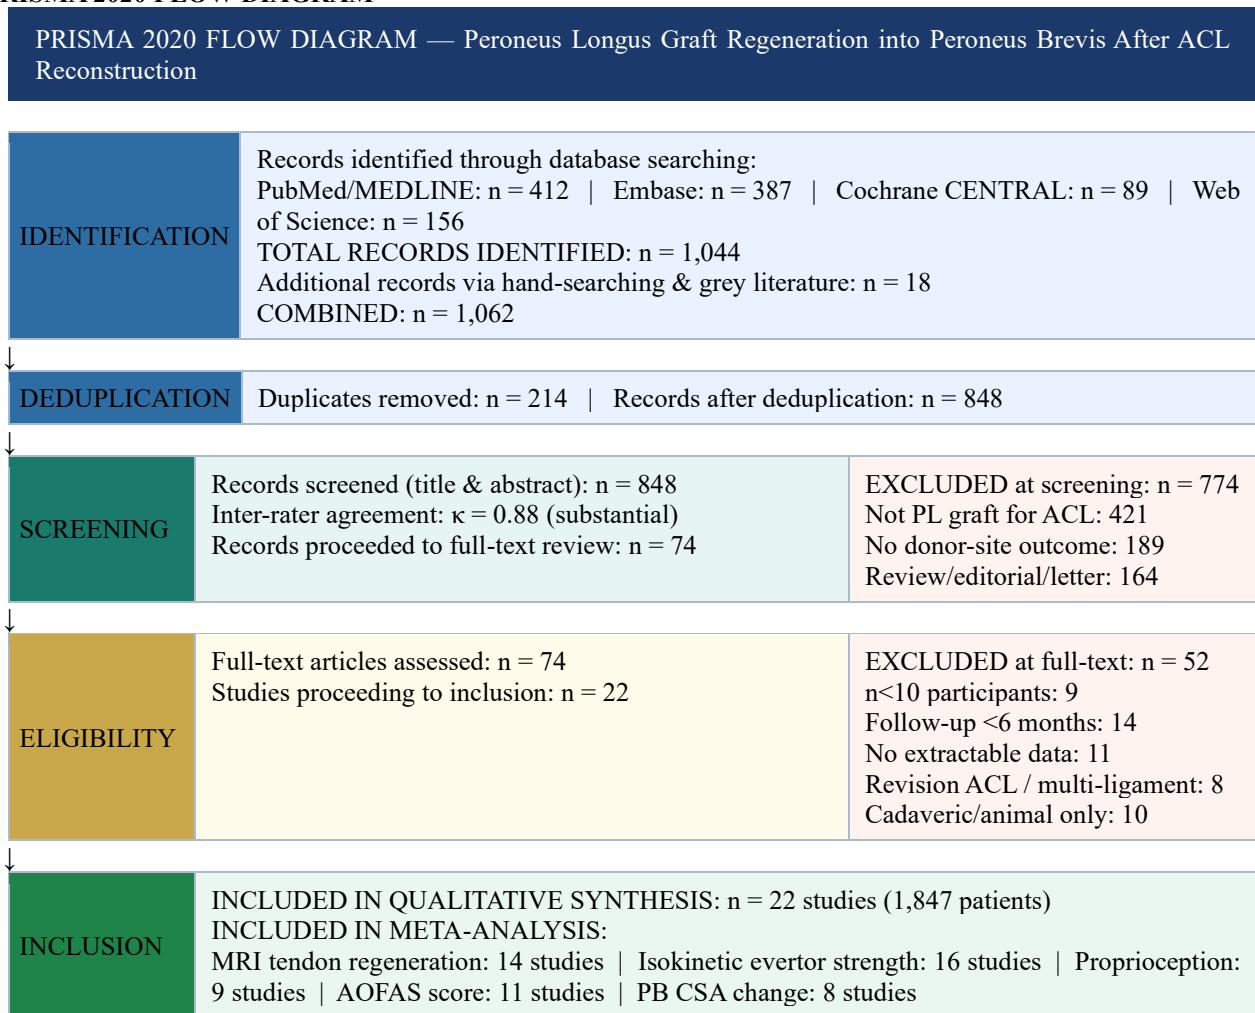 PRISMA 2020 FLOW DIAGRAM
PRISMA 2020 FLOW DIAGRAM — Peroneus Longus Graft Regeneration into Peroneus Brevis After ACL
Reconstruction
IDENTIFICATION
Records identified through database searching:
PubMed/MEDLINE: n = 412 | Embase: n = 387 | Cochrane CENTRAL: n = 89 | Web
of Science: n = 156
TOTAL RECORDS IDENTIFIED: n = 1,044
Additional records via hand-searching & grey literature: n = 18
COMBINED: n = 1,062
↓
DEDUPLICATION
Duplicates removed: n = 214 | Records after deduplication: n = 848
↓
SCREENING
Records screened (title & abstract): n = 848
Inter-rater agreement: κ = 0.88 (substantial)
Records proceeded to full-text review: n = 74
EXCLUDED at screening: n = 774
Not PL graft for ACL: 421
No donor-site outcome: 189
Review/editorial/letter: 164
↓
ELIGIBILITY
Full-text articles assessed: n = 74
Studies proceeding to inclusion: n = 22
EXCLUDED at full-text: n = 52
n<10 participants: 9
Follow-up <6 months: 14
No extractable data: 11
Revision ACL / multi-ligament: 8
Cadaveric/animal only: 10
↓
INCLUSION
INCLUDED IN QUALITATIVE SYNTHESIS: n = 22 studies (1,847 patients)
INCLUDED IN META-ANALYSIS:
MRI tendon regeneration: 14 studies | Isokinetic evertor strength: 16 studies | Proprioception:
9 studies | AOFAS score: 11 studies | PB CSA change: 8 studies